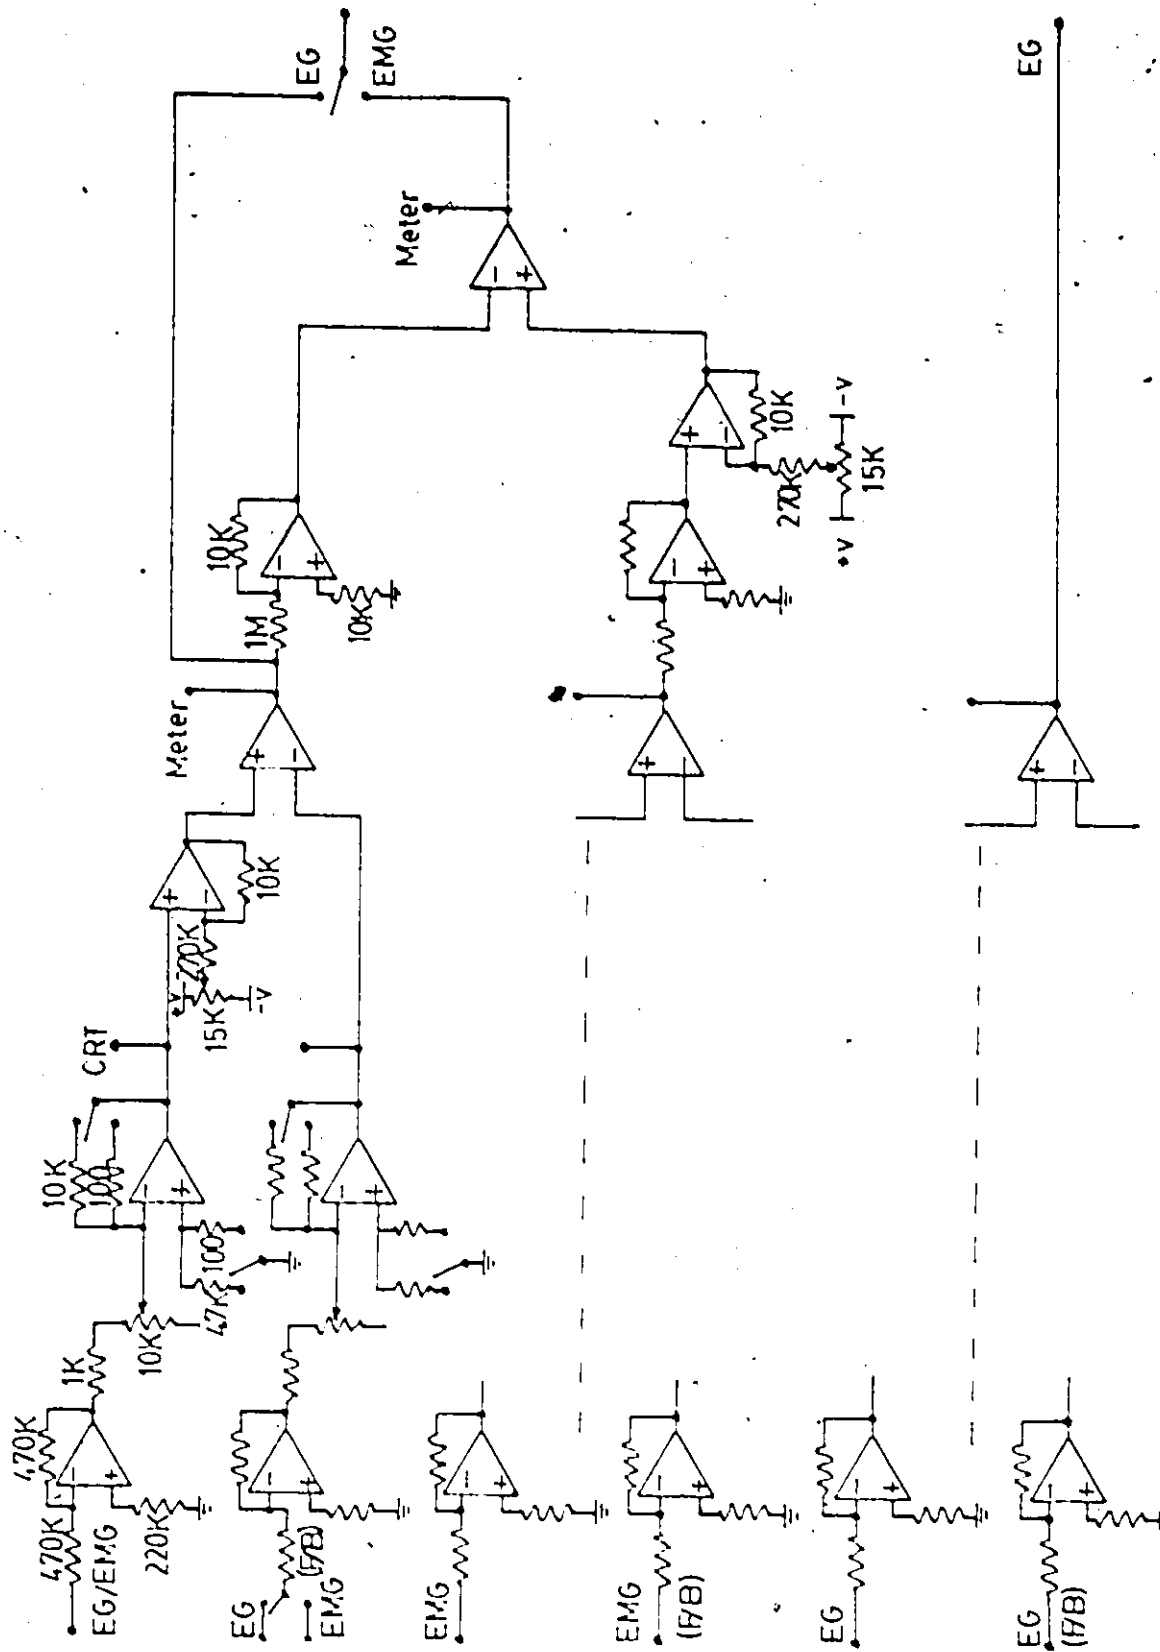 470K
470K
EG/EMG
220K
1K
10K
47K
100
10K
100
CRT
+V
15K
-V
270K
10K
Meter
1M
10K
10K
EG
EMG
Meter
EG
EMG
(F/B)
EMG
EMG
(F/B)
270K
10K
+V
15K
-V
EG
EG
(F/B)
EG